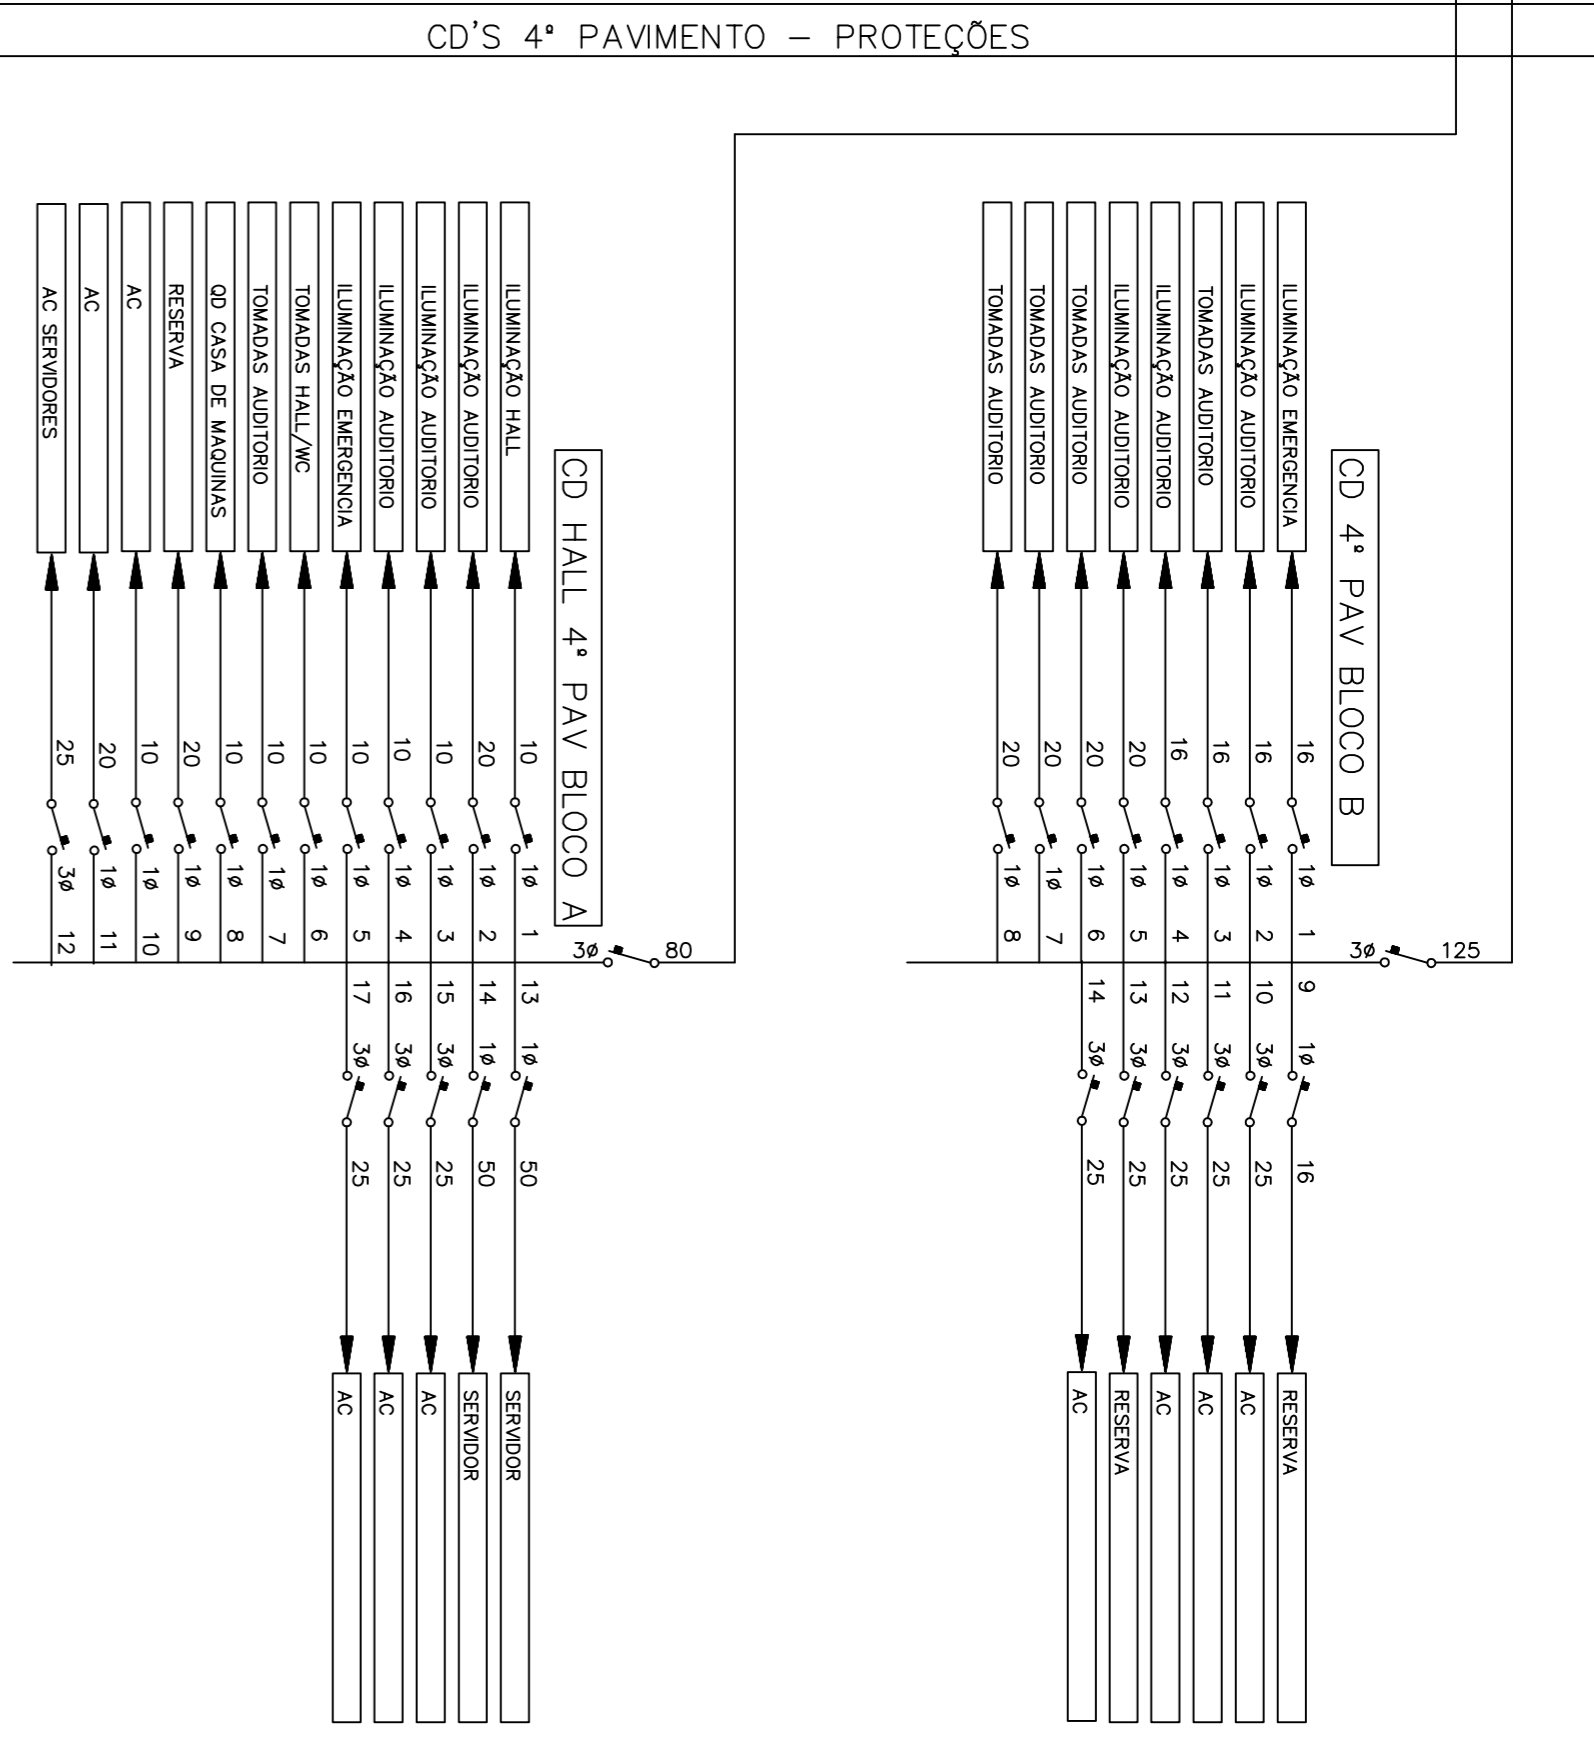 CD'S 4º PAVIMENTO – PROTEÇÕES
CD HALL 4º PAV BLOCO A
3ø 80
ILUMINAÇÃO HALL 10 1ø 1
ILUMINAÇÃO AUDITORIO 20 1ø 2
ILUMINAÇÃO AUDITORIO 10 1ø 3
ILUMINAÇÃO AUDITORIO 10 1ø 4
ILUMINAÇÃO EMERGENCIA 10 1ø 5
TOMADAS HALL/WC 10 1ø 6
TOMADAS AUDITORIO 10 1ø 7
QD CASA DE MAQUINAS 10 1ø 8
RESERVA 20 1ø 9
AC 10 1ø 10
AC 20 1ø 11
AC SERVIDORES 25 3ø 12
13 1ø 50 SERVIDOR
14 1ø 50 SERVIDOR
15 3ø 25 AC
16 3ø 25 AC
17 3ø 25 AC
CD 4º PAV BLOCO B
3ø 125
ILUMINAÇÃO EMERGENCIA 16 1ø 1
ILUMINAÇÃO AUDITORIO 16 1ø 2
TOMADAS AUDITORIO 16 1ø 3
ILUMINAÇÃO AUDITORIO 16 1ø 4
ILUMINAÇÃO AUDITORIO 20 1ø 5
TOMADAS AUDITORIO 20 1ø 6
TOMADAS AUDITORIO 20 1ø 7
TOMADAS AUDITORIO 20 1ø 8
9 1ø 16 RESERVA
10 3ø 25 AC
11 3ø 25 AC
12 3ø 25 AC
13 3ø 25 RESERVA
14 3ø 25 AC